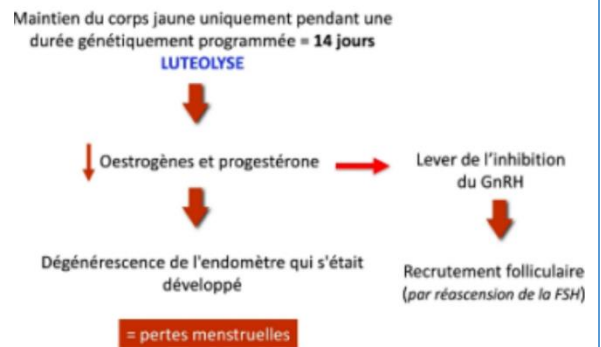 Maintien du corps jaune uniquement pendant une
durée génétiquement programmée = 14 jours
LUTEOLYSE
Oestrogènes et progestérone
Lever de l'inhibition
du GnRH
Dégénérescence de l'endomètre qui s'était
développé
Recrutement folliculaire
(par réascension de la FSH)
= pertes menstruelles